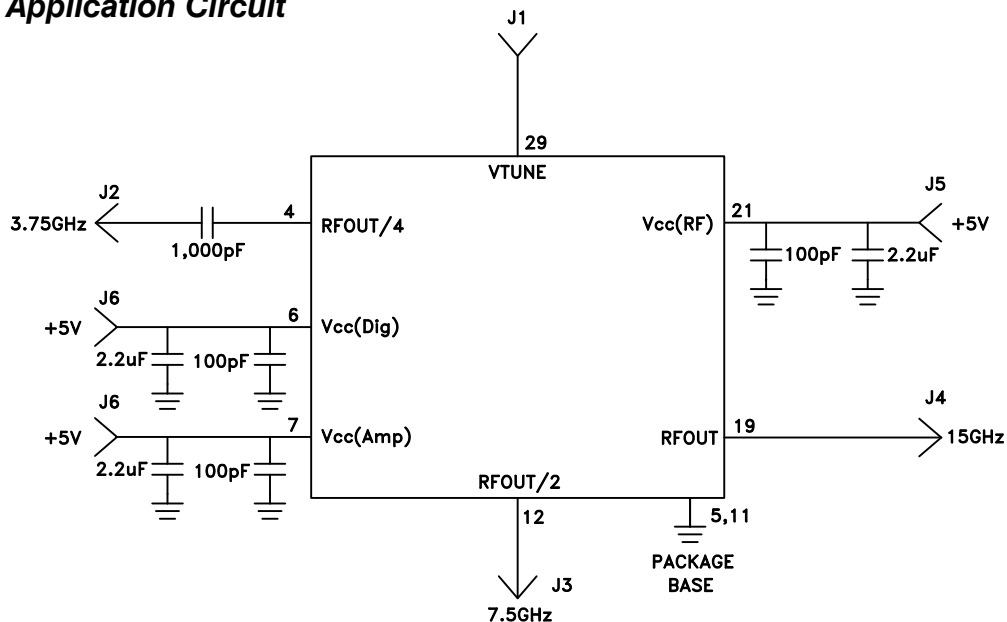 Application Circuit
J1
29
VTUNE
J2
3.75GHz
1,000pF
4
RFOUT/4
Vcc(RF)
21
J5
+5V
100pF
2.2uF
J6
+5V
6
Vcc(Dig)
2.2uF
100pF
J6
+5V
7
Vcc(Amp)
2.2uF
100pF
RFOUT
19
J4
15GHz
RFOUT/2
12
5,11
PACKAGE
BASE
J3
7.5GHz